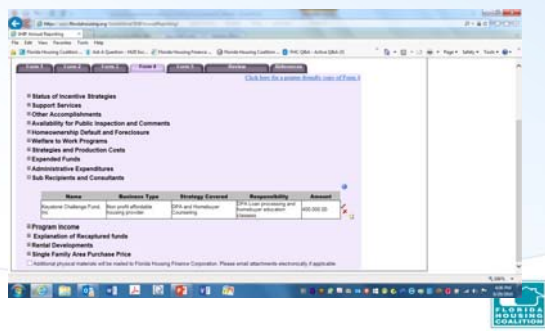 SHIP Annual Reporting
File Edit View Favorites Tools Help
Form 1 Form 2 Form 3 Form 4 Form 5 Review References
Click here for a printer friendly copy of Form 4
Status of Incentive Strategies
Support Services
Other Accomplishments
Availability for Public Inspection and Comments
Homeownership Default and Foreclosure
Welfare to Work Programs
Strategies and Production Costs
Expended Funds
Administrative Expenditures
Sub Recipients and Consultants
Name Business Type Strategy Covered Responsibility Amount
Keystone Challenge Fund, Inc Non profit affordable housing provider DPA and Homebuyer Counseling DPA Loan processing and homebuyer education classes 400,000.00
Program Income
Explanation of Recaptured funds
Rental Developments
Single Family Area Purchase Price
Additional physical materials will be mailed to Florida Housing Finance Corporation. Please email attachments electronically if applicable.
FLORIDA
HOUSING
COALITION